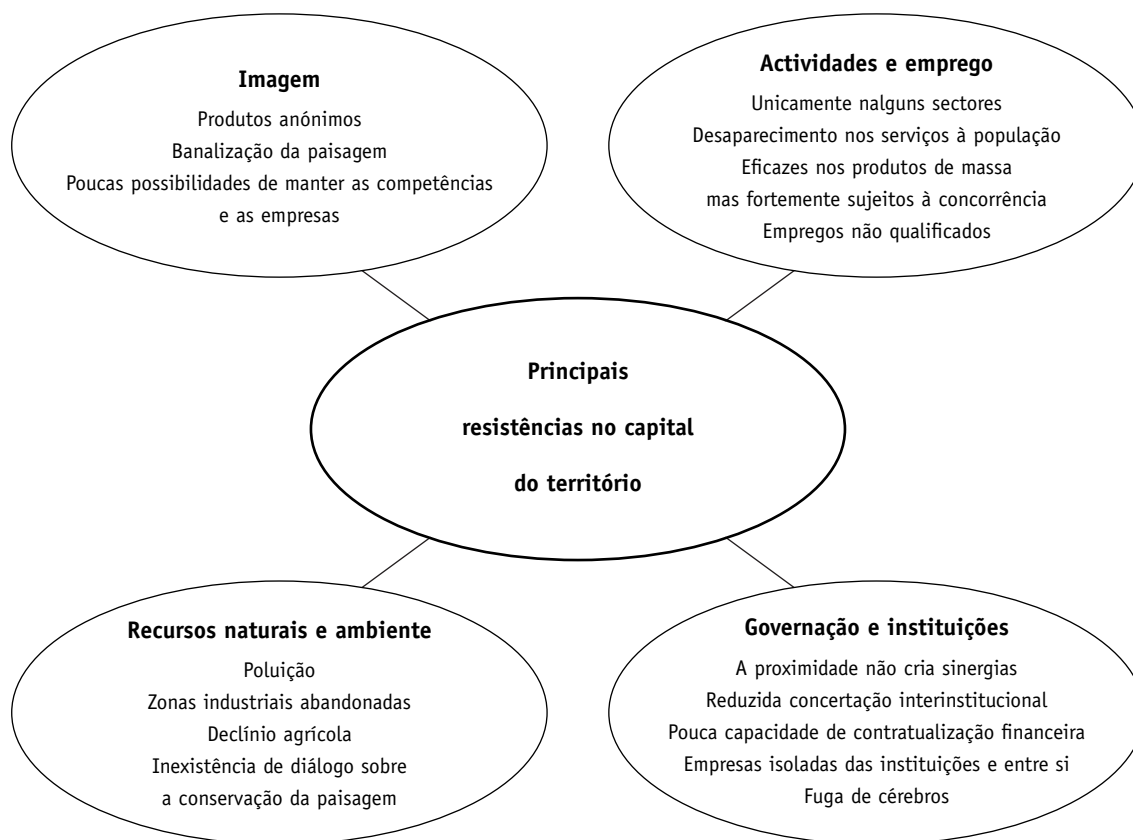 Imagem
Produtos anónimos
Banalização da paisagem
Poucas possibilidades de manter as competências
e as empresas
Actividades e emprego
Unicamente nalguns sectores
Desaparecimento nos serviços à população
Eficazes nos produtos de massa
mas fortemente sujeitos à concorrência
Empregos não qualificados
Principais
resistências no capital
do território
Recursos naturais e ambiente
Poluição
Zonas industriais abandonadas
Declínio agrícola
Inexistência de diálogo sobre
a conservação da paisagem
Governação e instituições
A proximidade não cria sinergias
Reduzida concertação interinstitucional
Pouca capacidade de contratualização financeira
Empresas isoladas das instituições e entre si
Fuga de cérebros